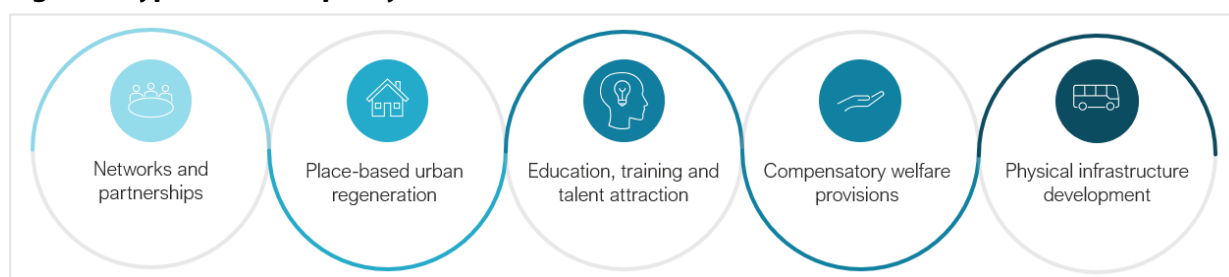 Networks and
partnerships
Place-based urban
regeneration
Education, training and
talent attraction
Compensatory welfare
provisions
Physical infrastructure
development